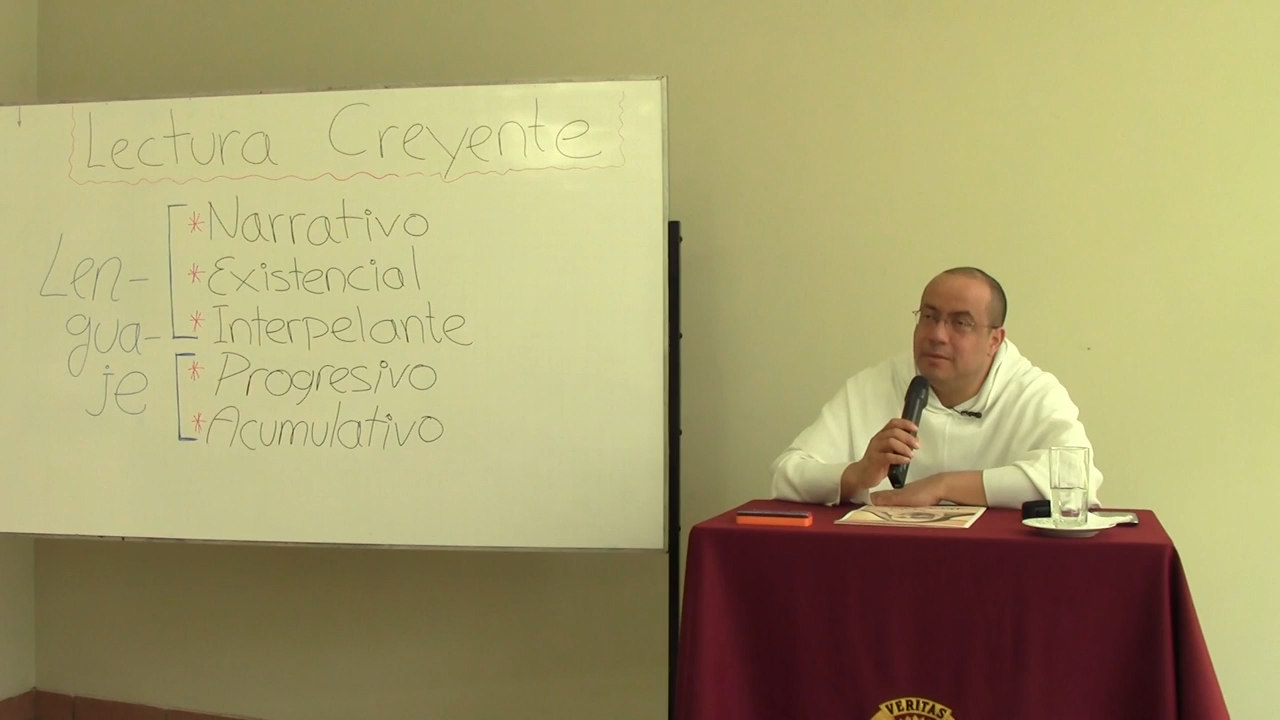 Lectura Creyente
* Narrativo
* Existencial
* Interpelante
* Progresivo
* Acumulativo
Len-
gua-
je
VERITAS